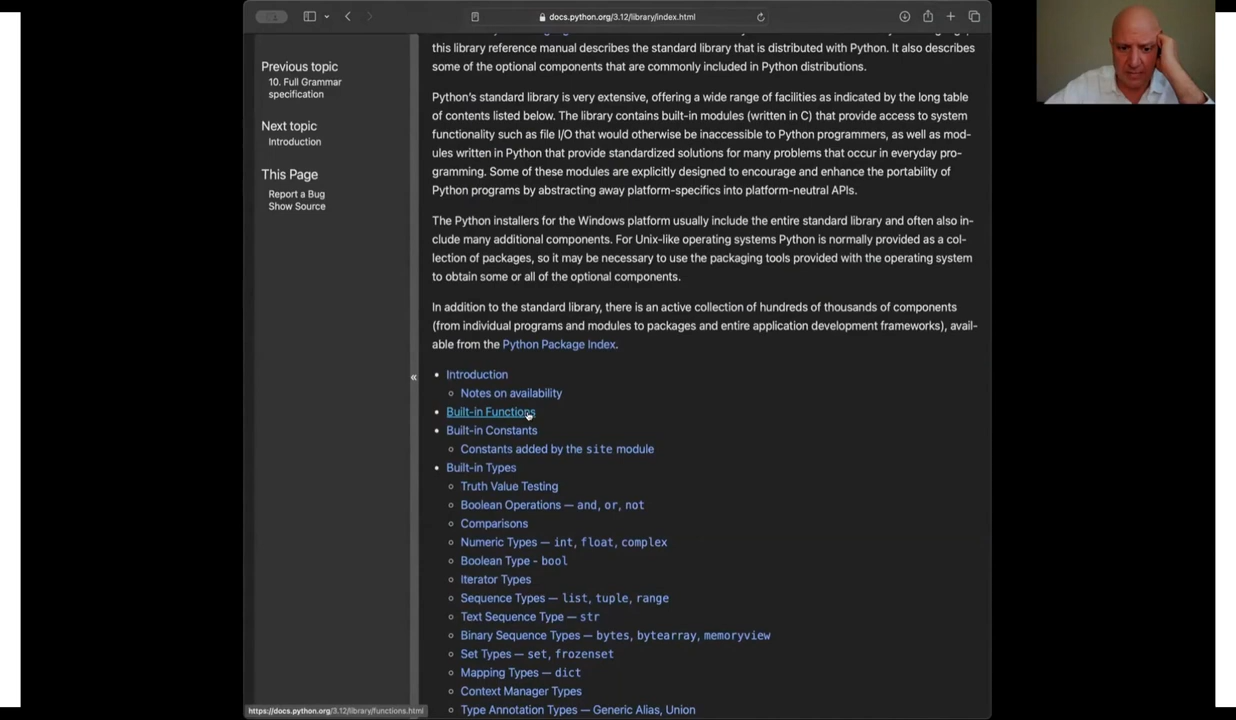 docs.python.org/3.12/library/index.html
Previous topic
10. Full Grammar
specification
Next topic
Introduction
This Page
Report a Bug
Show Source
«
this library reference manual describes the standard library that is distributed with Python. It also describes
some of the optional components that are commonly included in Python distributions.
Python's standard library is very extensive, offering a wide range of facilities as indicated by the long table
of contents listed below. The library contains built-in modules (written in C) that provide access to system
functionality such as file I/O that would otherwise be inaccessible to Python programmers, as well as mod-
ules written in Python that provide standardized solutions for many problems that occur in everyday pro-
gramming. Some of these modules are explicitly designed to encourage and enhance the portability of
Python programs by abstracting away platform-specifics into platform-neutral APIs.
The Python installers for the Windows platform usually include the entire standard library and often also in-
clude many additional components. For Unix-like operating systems Python is normally provided as a col-
lection of packages, so it may be necessary to use the packaging tools provided with the operating system
to obtain some or all of the optional components.
In addition to the standard library, there is an active collection of hundreds of thousands of components
(from individual programs and modules to packages and entire application development frameworks), avail-
able from the Python Package Index.
• Introduction
◦ Notes on availability
• Built-in Functions
• Built-in Constants
◦ Constants added by the site module
• Built-in Types
◦ Truth Value Testing
◦ Boolean Operations — and, or, not
◦ Comparisons
◦ Numeric Types — int, float, complex
◦ Boolean Type - bool
◦ Iterator Types
◦ Sequence Types — list, tuple, range
◦ Text Sequence Type — str
◦ Binary Sequence Types — bytes, bytearray, memoryview
◦ Set Types — set, frozenset
◦ Mapping Types — dict
◦ Context Manager Types
◦ Type Annotation Types — Generic Alias, Union
https://docs.python.org/3.12/library/functions.html